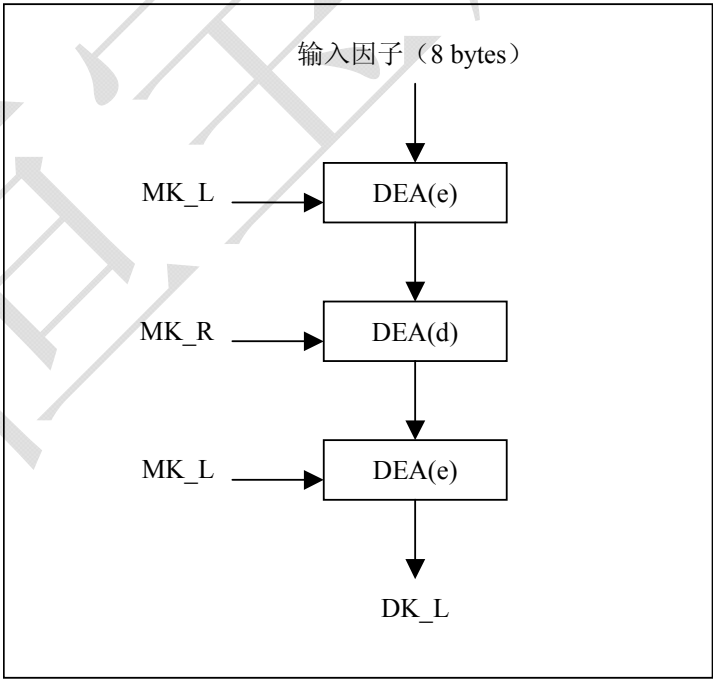 输入因子（8 bytes）
MK_L
DEA(e)
MK_R
DEA(d)
MK_L
DEA(e)
DK_L